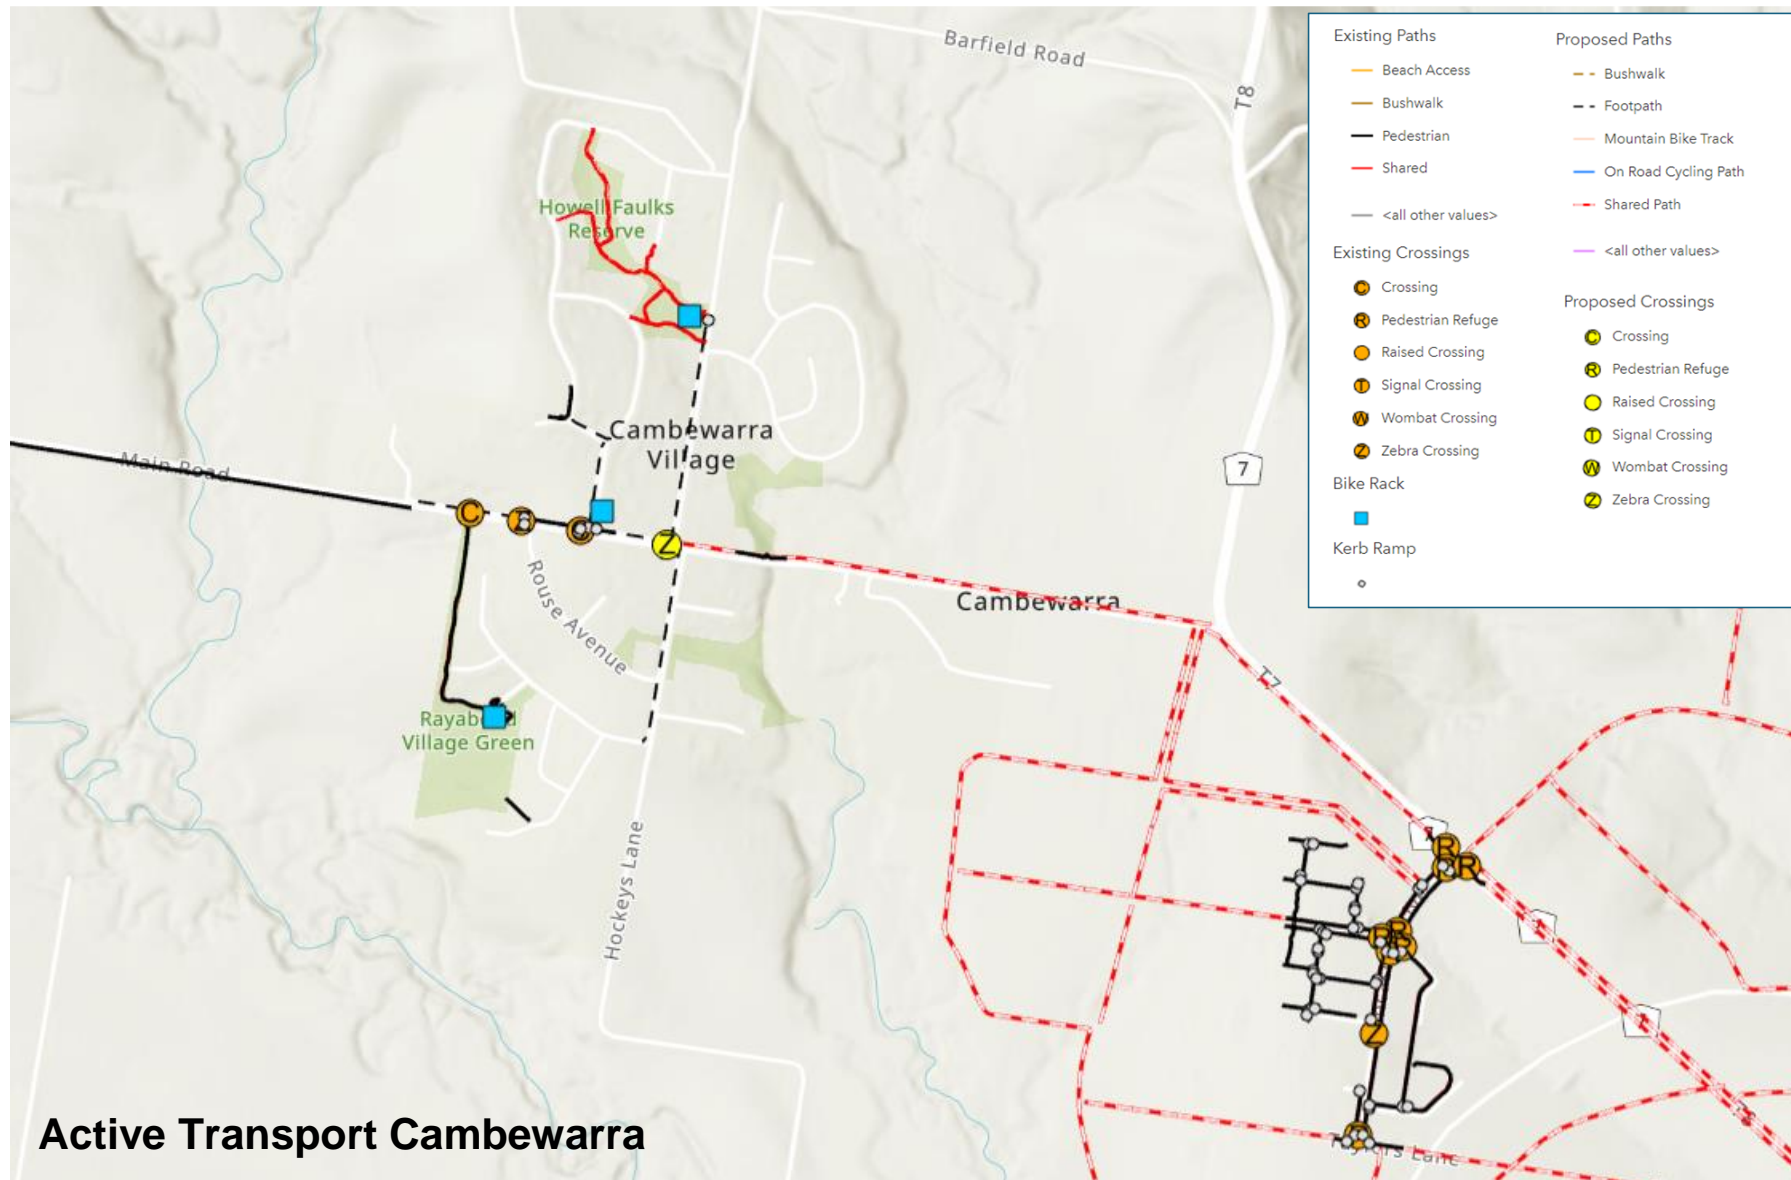 Barfield Road
T8
Howell Faulks
Reserve
7
Cambewarra
Village
Main Road
C
Z
C
Z
Rouse Avenue
Cambewarra
T7
Village Green
Hockeys Lane
7
R
R
R
Z
Taylors Lane
Active Transport Cambewarra
Existing Paths
Beach Access
Bushwalk
Pedestrian
Shared
<all other values>
Existing Crossings
C Crossing
R Pedestrian Refuge
Raised Crossing
T Signal Crossing
W Wombat Crossing
Z Zebra Crossing
Bike Rack
Kerb Ramp
Proposed Paths
Bushwalk
Footpath
Mountain Bike Track
On Road Cycling Path
Shared Path
<all other values>
Proposed Crossings
C Crossing
R Pedestrian Refuge
Raised Crossing
T Signal Crossing
W Wombat Crossing
Z Zebra Crossing